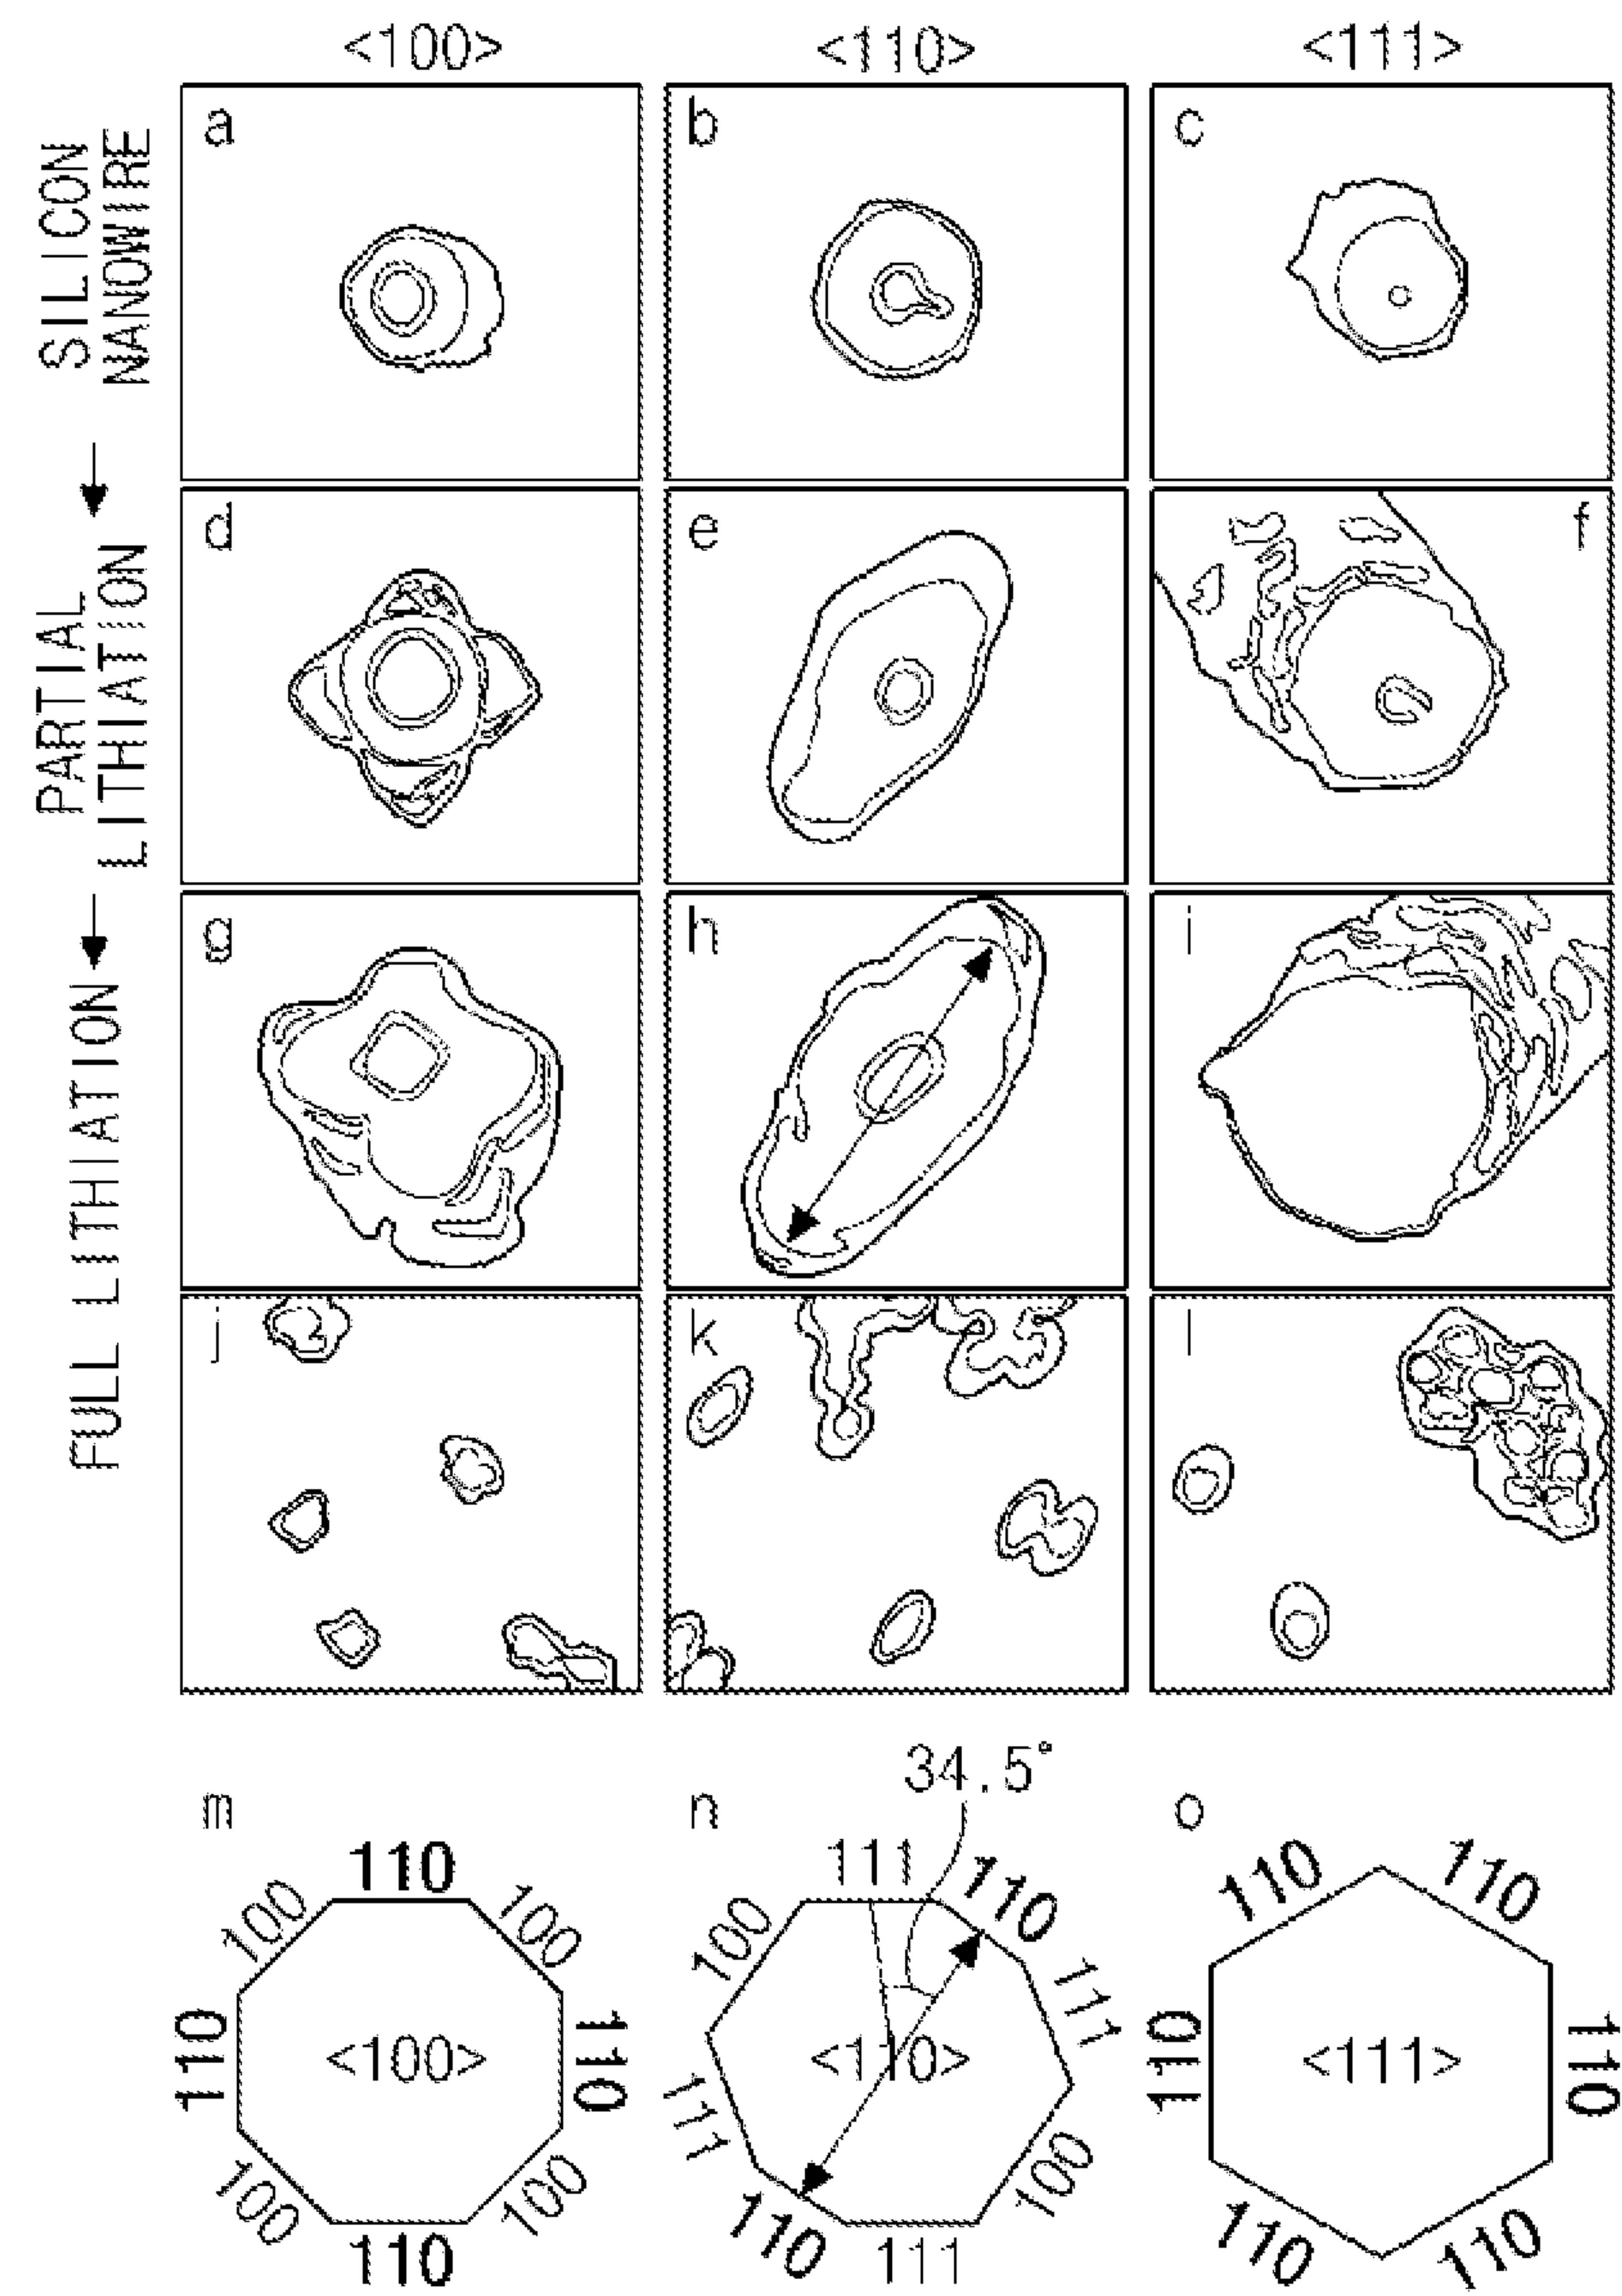 <100>
<110>
<111>
SILICON
NANOWIRE
PARTIAL
LITHIATION
FULL LITHIATION
a
b
c
d
e
f
g
h
i
j
k
l
m
n
o
34.5°
110
100
100
110
110
<100>
100
100
110
111
110
100
111
<110>
111
100
110
111
110
110
110
110
<111>
110
110